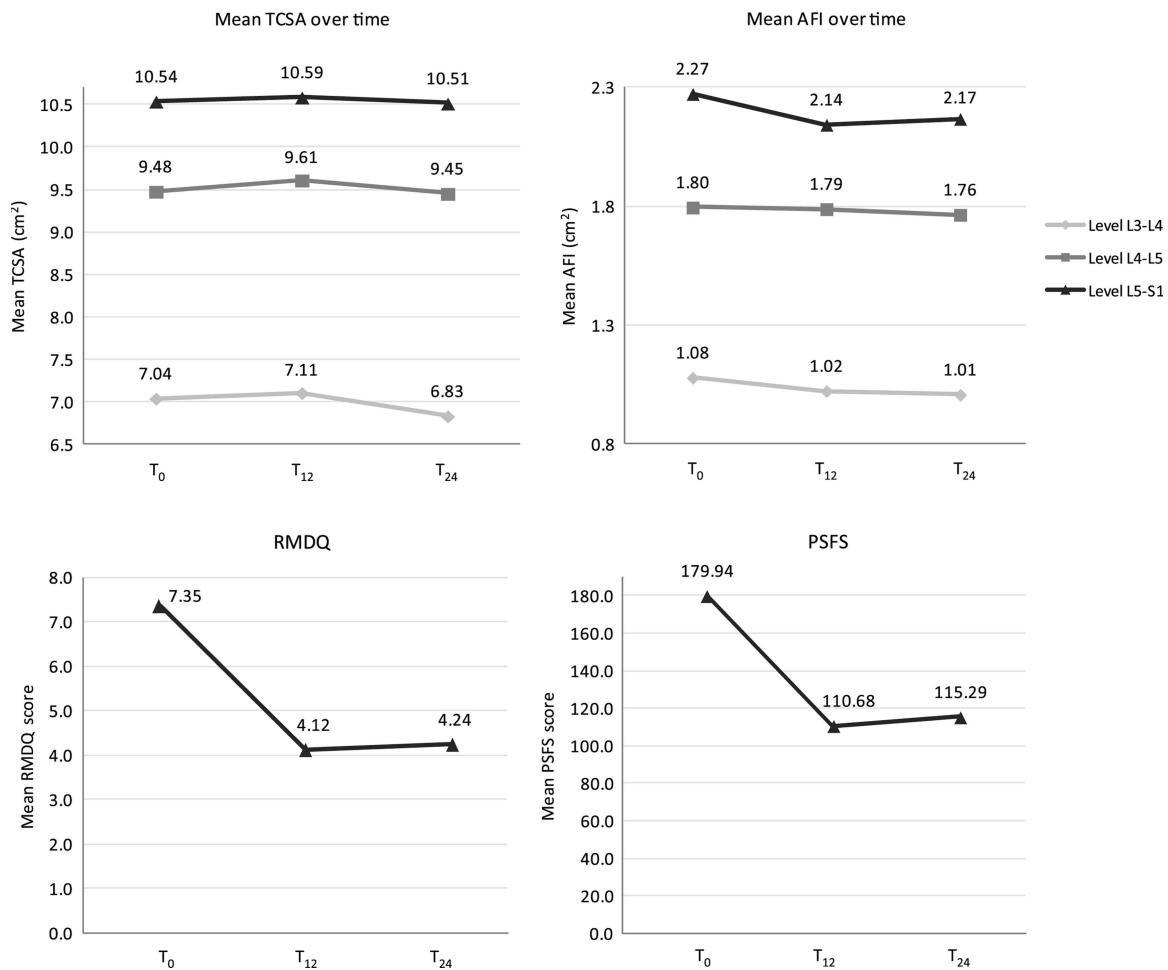 Mean TCSA over time
Mean TCSA (cm²)
10.5
10.0
9.5
9.0
8.5
8.0
7.5
7.0
6.5
10.54
10.59
10.51
9.48
9.61
9.45
7.04
7.11
6.83
T₀
T₁₂
T₂₄
Mean AFI over time
Mean AFI (cm²)
2.3
1.8
1.3
0.8
2.27
2.14
2.17
1.80
1.79
1.76
1.08
1.02
1.01
T₀
T₁₂
T₂₄
Level L3-L4
Level L4-L5
Level L5-S1
RMDQ
Mean RMDQ score
8.0
7.0
6.0
5.0
4.0
3.0
2.0
1.0
0.0
7.35
4.12
4.24
T₀
T₁₂
T₂₄
PSFS
Mean PSFS score
180.0
160.0
140.0
120.0
100.0
80.0
60.0
40.0
20.0
0.0
179.94
110.68
115.29
T₀
T₁₂
T₂₄